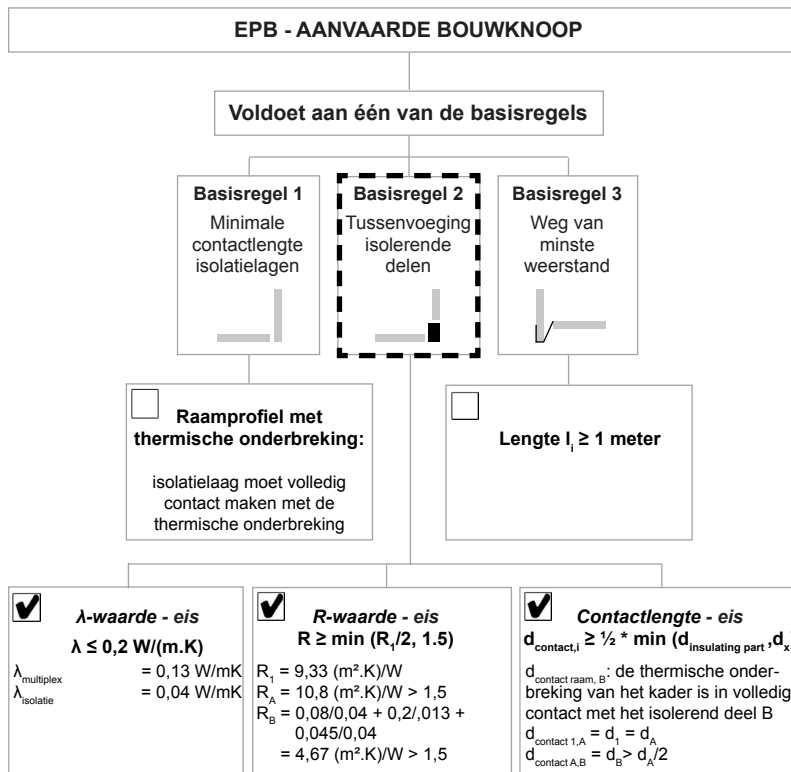 EPB - AANVAARDE BOUWKNOOP
Voldoet aan één van de basisregels
Basisregel 1
Minimale
contactlengte
isolatielagen
Basisregel 2
Tussenvoeging
isolerende
delen
Basisregel 3
Weg van
minste
weerstand
Raamprofiel met
thermische onderbreking:
isolatielaag moet volledig
contact maken met de
thermische onderbreking
Lengte l_i ≥ 1 meter
λ-waarde - eis
λ ≤ 0,2 W/(m.K)
λ_multiplex = 0,13 W/mK
λ_isolatie = 0,04 W/mK
R-waarde - eis
R ≥ min (R_1/2, 1.5)
R_1 = 9,33 (m².K)/W
R_A = 10,8 (m².K)/W > 1,5
R_B = 0,08/0,04 + 0,2/,013 +
0,045/0,04
= 4,67 (m².K)/W > 1,5
Contactlengte - eis
d_contact,i ≥ ½ * min (d_insulating part ,d_x
d_contact raam, B: de thermische onder-
breking van het kader is in volledig
contact met het isolerend deel B
d_contact 1,A = d_1 = d_A
d_contact A,B = d_B > d_A/2